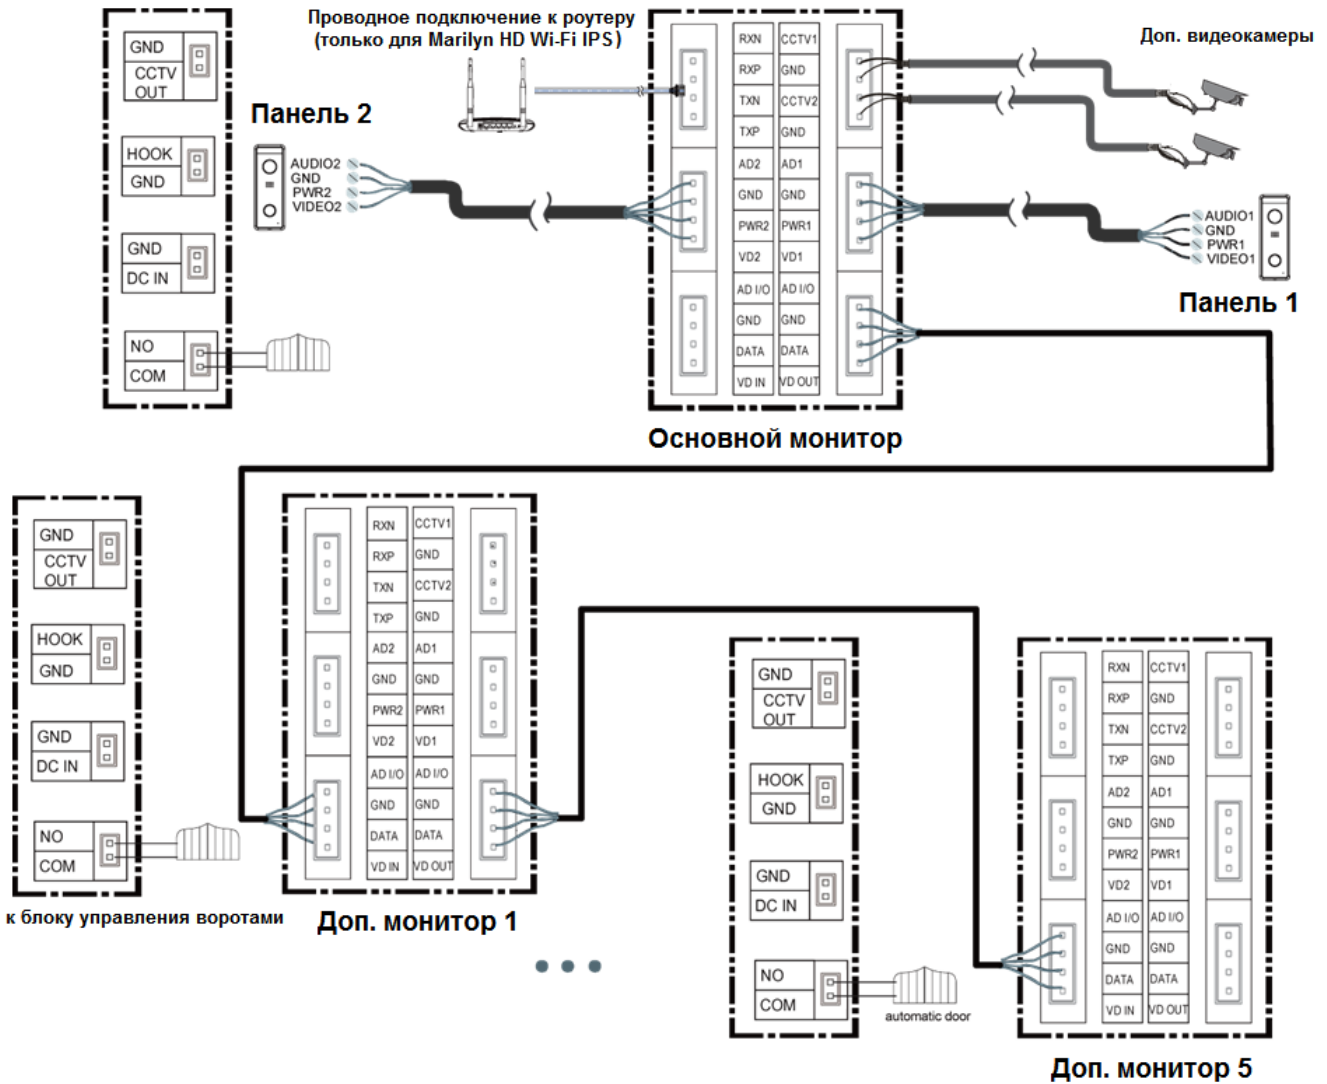 Проводное подключение к роутеру
(только для Marilyn HD Wi-Fi IPS)
Доп. видеокамеры
GND
CCTV
OUT
HOOK
GND
GND
DC IN
NO
COM
Панель 2
AUDIO2
GND
PWR2
VIDEO2
RXN CCTV1
RXP GND
TXN CCTV2
TXP GND
AD2 AD1
GND GND
PWR2 PWR1
VD2 VD1
AD I/O AD I/O
GND GND
DATA DATA
VD IN VD OUT
AUDIO1
GND
PWR1
VIDEO1
Панель 1
Основной монитор
GND
CCTV
OUT
HOOK
GND
GND
DC IN
NO
COM
к блоку управления воротами
RXN CCTV1
RXP GND
TXN CCTV2
TXP GND
AD2 AD1
GND GND
PWR2 PWR1
VD2 VD1
AD I/O AD I/O
GND GND
DATA DATA
VD IN VD OUT
Доп. монитор 1
GND
CCTV
OUT
HOOK
GND
GND
DC IN
NO
COM
automatic door
RXN CCTV1
RXP GND
TXN CCTV2
TXP GND
AD2 AD1
GND GND
PWR2 PWR1
VD2 VD1
AD I/O AD I/O
GND GND
DATA DATA
VD IN VD OUT
Доп. монитор 5